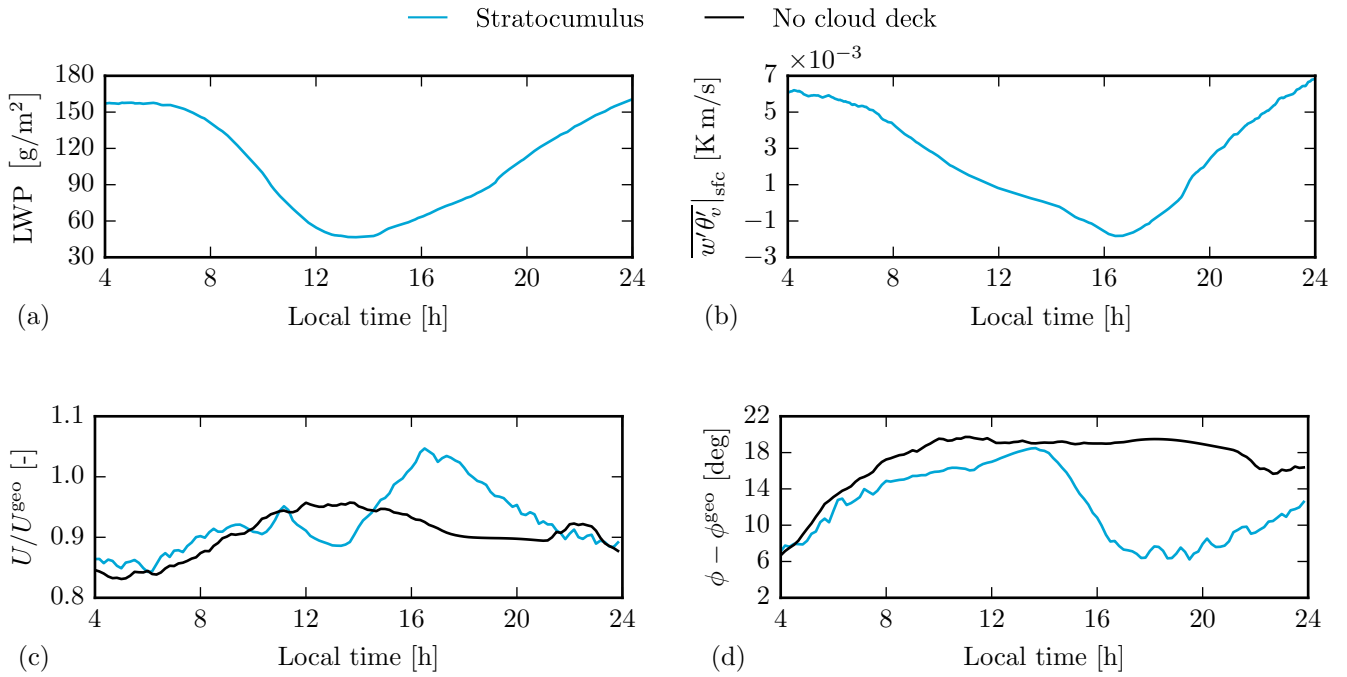 Stratocumulus No cloud deck
180
150
120
90
60
30
LWP [g/m²]
4 8 12 16 20 24
(a) Local time [h]
×10⁻³
7
5
3
1
−1
−3
w′θ′ᵥ|sfc [K m/s]
4 8 12 16 20 24
(b) Local time [h]
1.1
1.0
0.9
0.8
U/Uᵍᵉᵒ [-]
4 8 12 16 20 24
(c) Local time [h]
22
18
14
10
6
2
ϕ − ϕᵍᵉᵒ [deg]
4 8 12 16 20 24
(d) Local time [h]